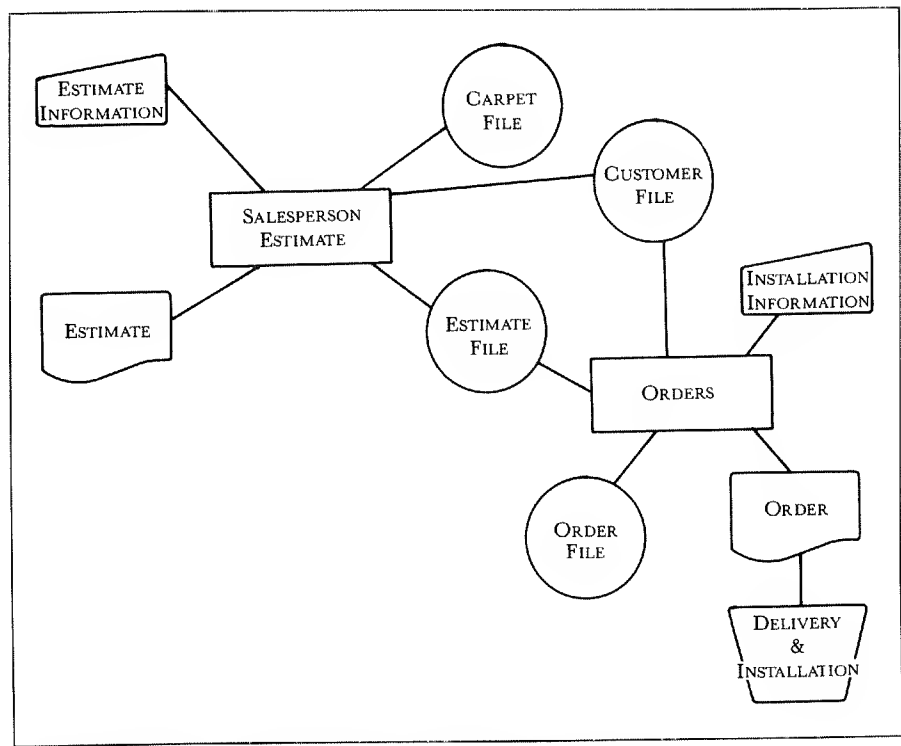 ESTIMATE
INFORMATION
CARPET
FILE
CUSTOMER
FILE
SALESPERSON
ESTIMATE
INSTALLATION
INFORMATION
ESTIMATE
ESTIMATE
FILE
ORDERS
ORDER
FILE
ORDER
DELIVERY
&
INSTALLATION